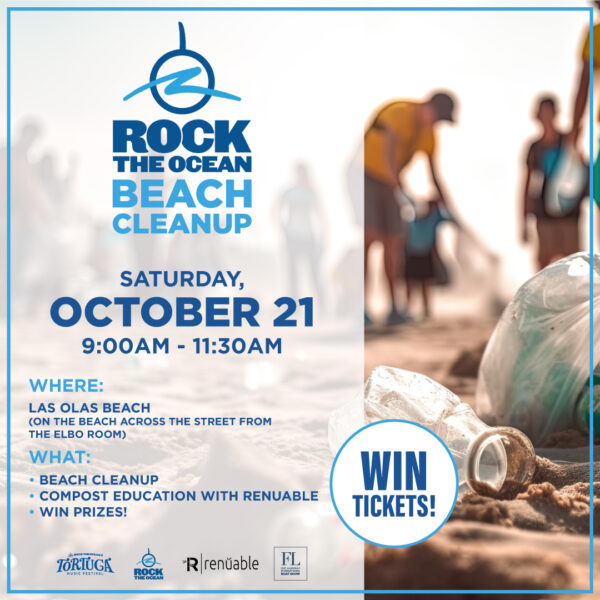 ROCK
THE OCEAN
BEACH
CLEANUP
SATURDAY,
OCTOBER 21
9:00AM - 11:30AM
WHERE:
LAS OLAS BEACH
(ON THE BEACH ACROSS THE STREET FROM
THE ELBO ROOM)
WHAT:
• BEACH CLEANUP
• COMPOST EDUCATION WITH RENUABLE
• WIN PRIZES!
WIN
TICKETS!
TORTUGA
MUSIC FESTIVAL
ROCK
THE OCEAN
R renüable
FL